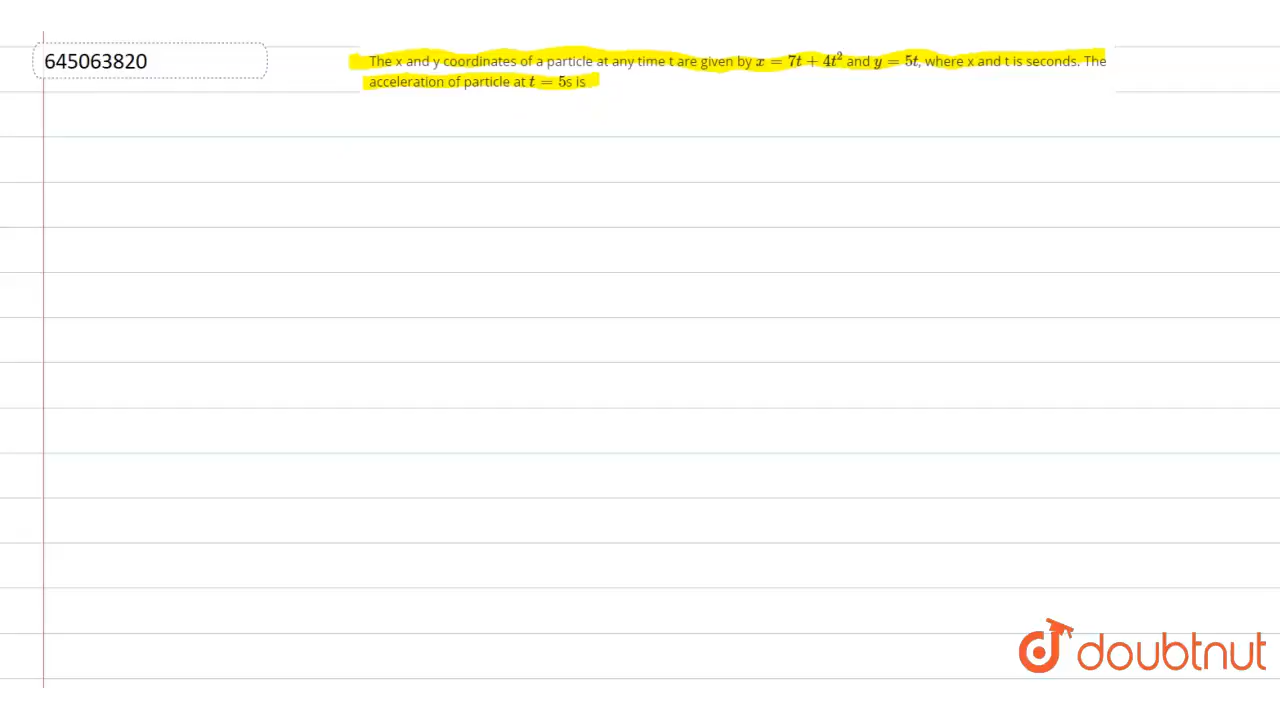 645063820
The x and y coordinates of a particle at any time t are given by x = 7t + 4t² and y = 5t, where x and t is seconds. The
acceleration of particle at t = 5s is
doubtnut